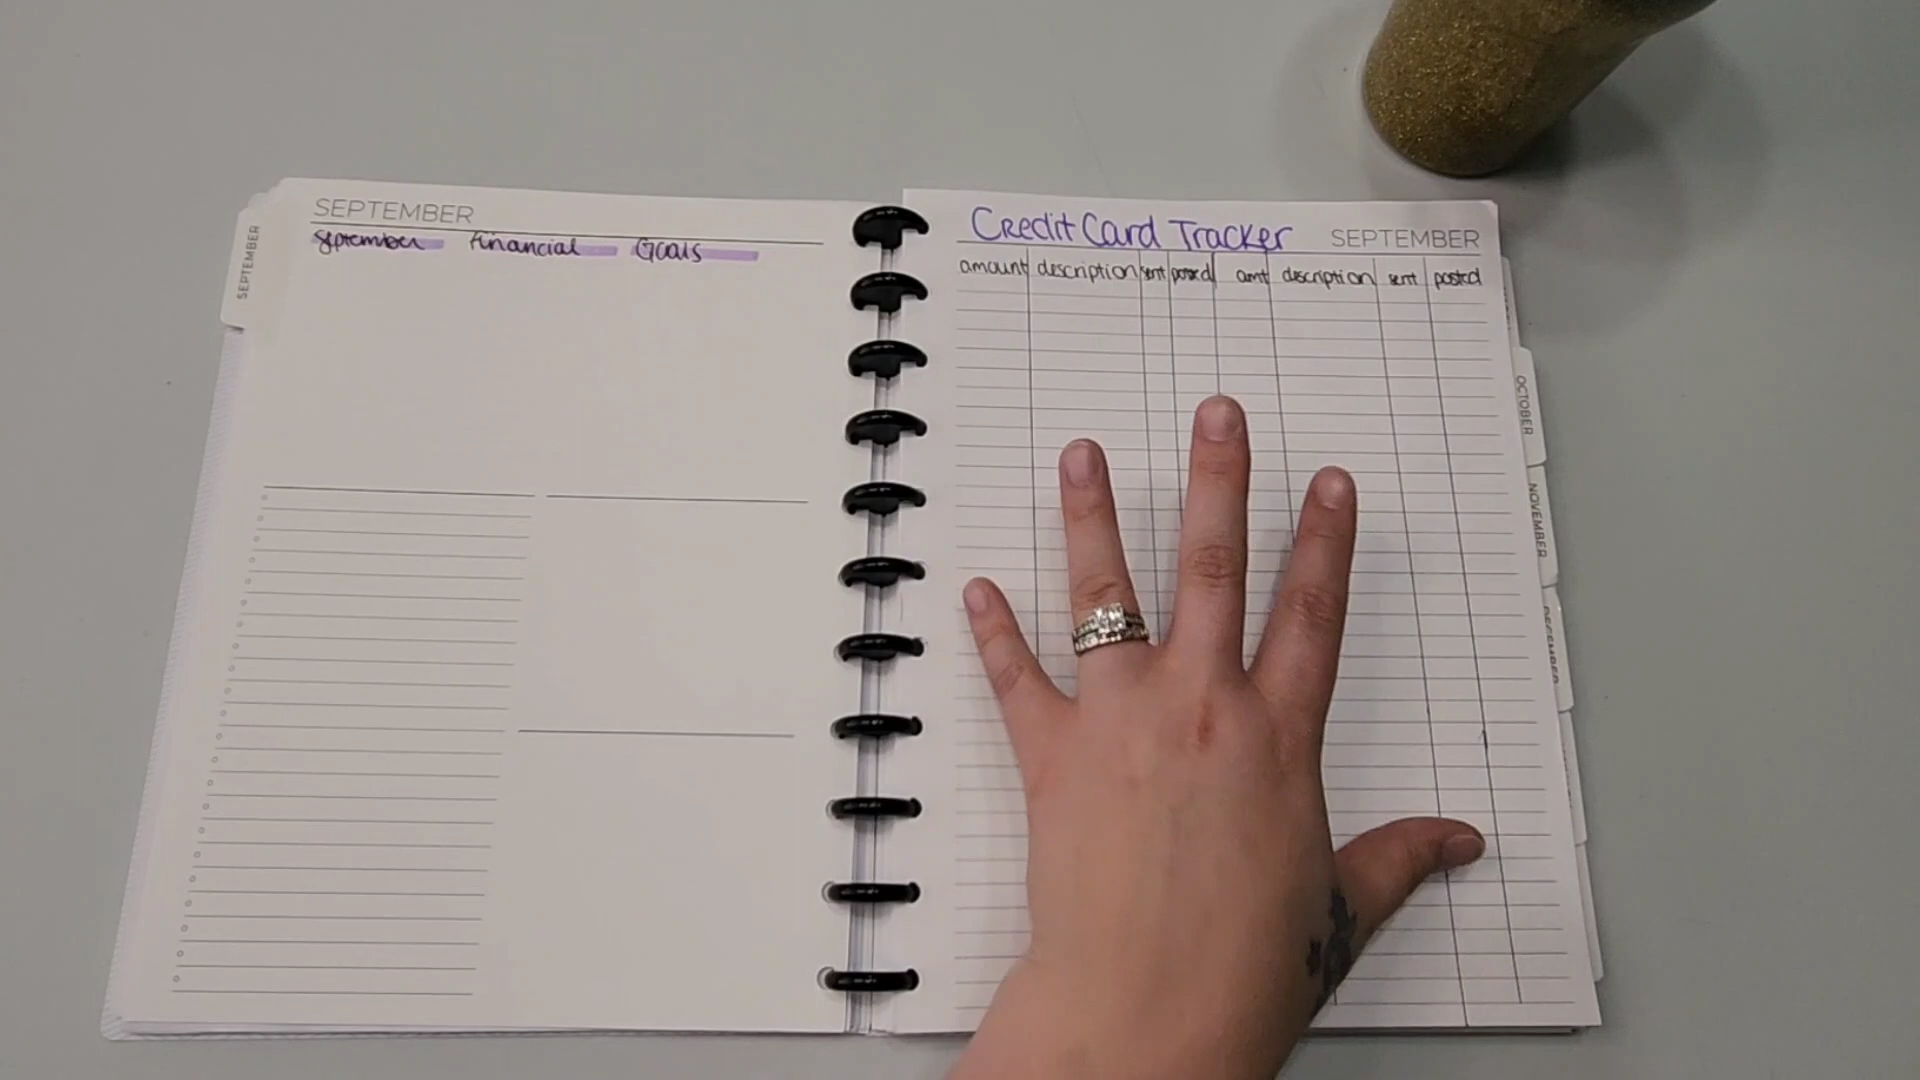 SEPTEMBER
September Financial Goals
SEPTEMBER
Credit Card Tracker SEPTEMBER
amount description sent posted amt description sent posted
OCTOBER
NOVEMBER
DECEMBER